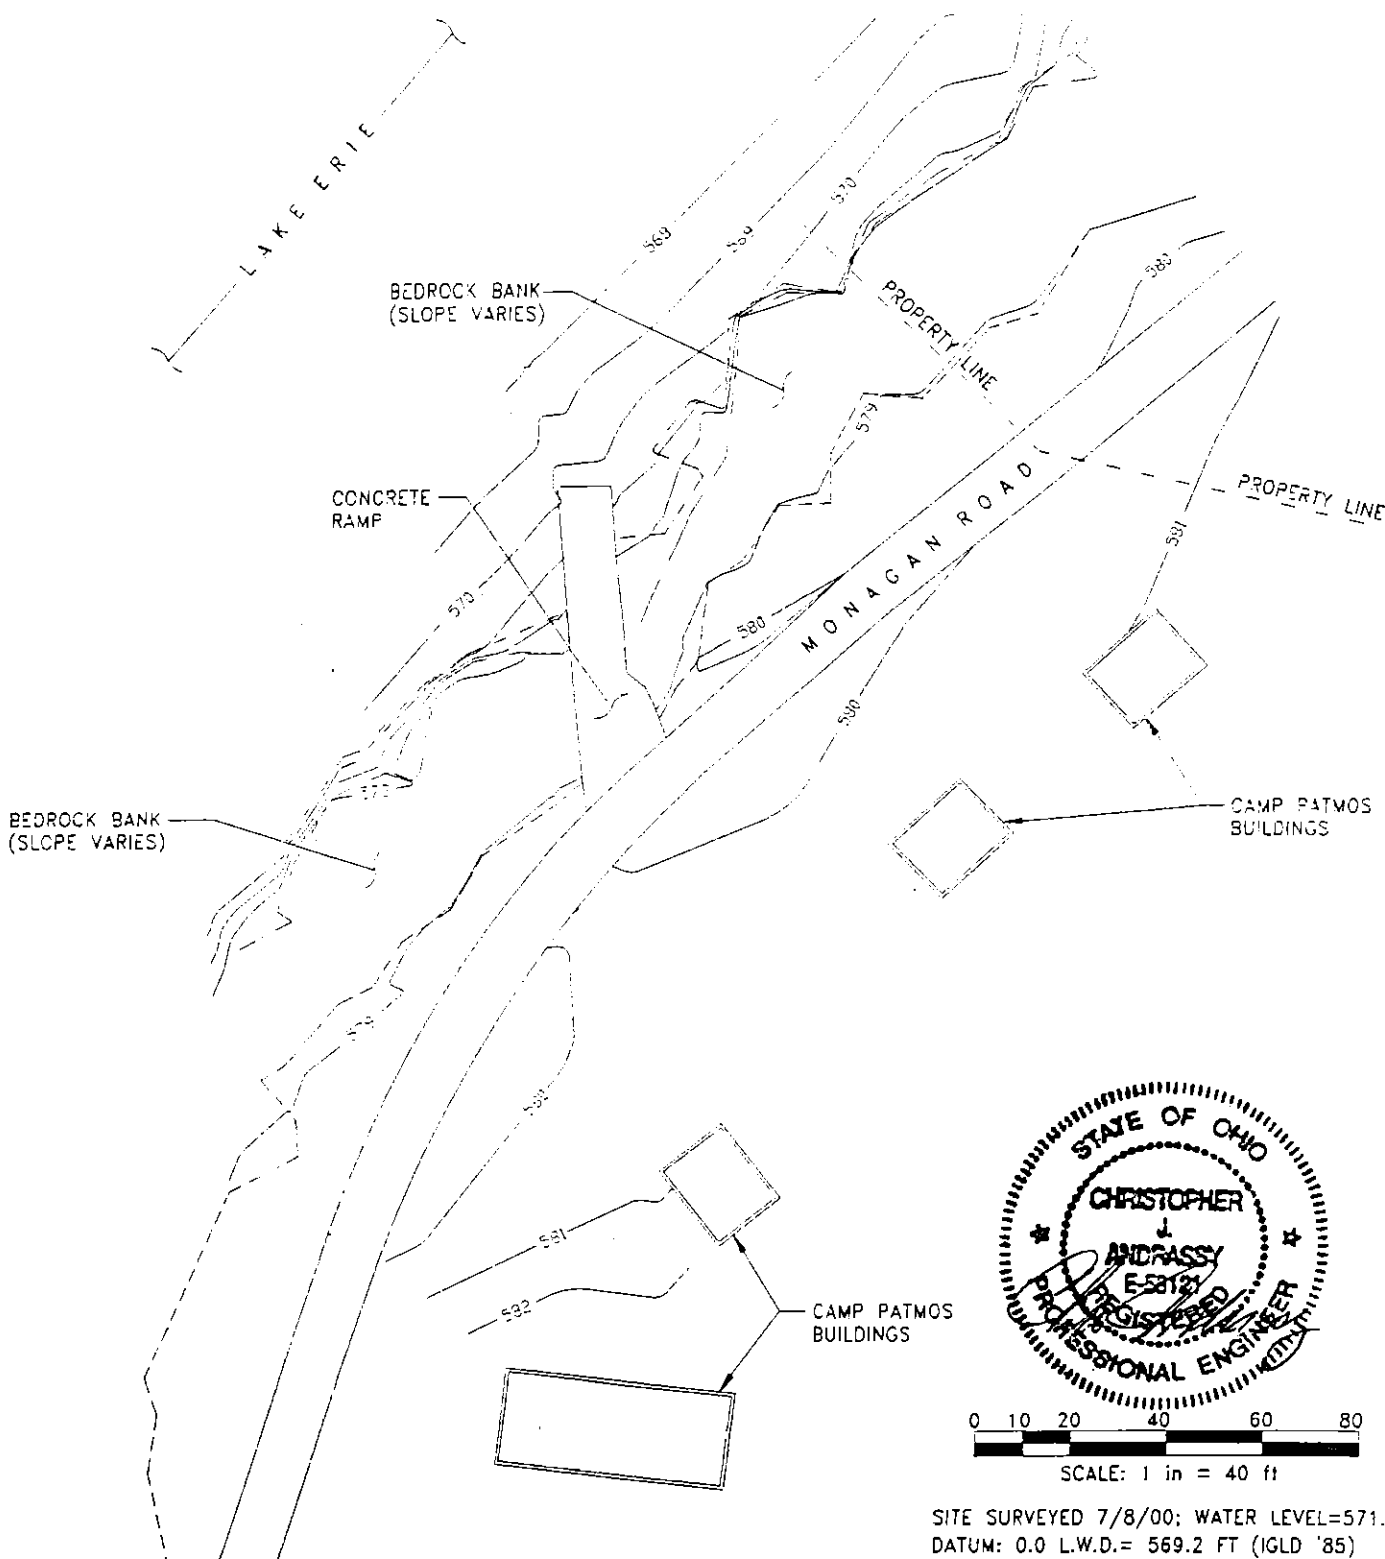 LAKE ERIE
568
569
570
BEDROCK BANK
(SLOPE VARIES)
PROPERTY LINE
580
579
CONCRETE
RAMP
MONAGAN ROAD
PROPERTY LINE
581
570
580
580
BEDROCK BANK
(SLOPE VARIES)
CAMP PATMOS
BUILDINGS
579
580
581
582
CAMP PATMOS
BUILDINGS
STATE OF OHIO
CHRISTOPHER
J.
ANDRASSY
E-58121
REGISTERED
PROFESSIONAL ENGINEER
0 10 20 40 60 80
SCALE: 1 in = 40 ft
SITE SURVEYED 7/8/00; WATER LEVEL=571.
DATUM: 0.0 L.W.D.= 569.2 FT (IGLD '85)